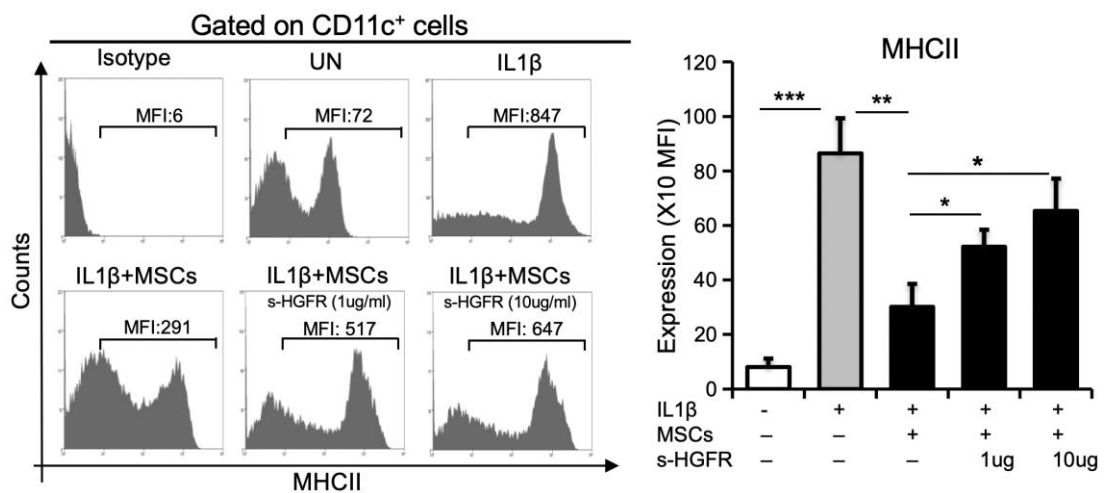 Gated on CD11c+ cells
Isotype UN IL1β
MFI:6 MFI:72 MFI:847
IL1β+MSCs IL1β+MSCs IL1β+MSCs
s-HGFR (1ug/ml) s-HGFR (10ug/ml)
MFI:291 MFI: 517 MFI: 647
Counts
MHCII
MHCII
Expression (X10 MFI)
120
100
80
60
40
20
0
*** **
*
*
IL1β - + + + +
MSCs – – + + +
s-HGFR – – – 1ug 10ug